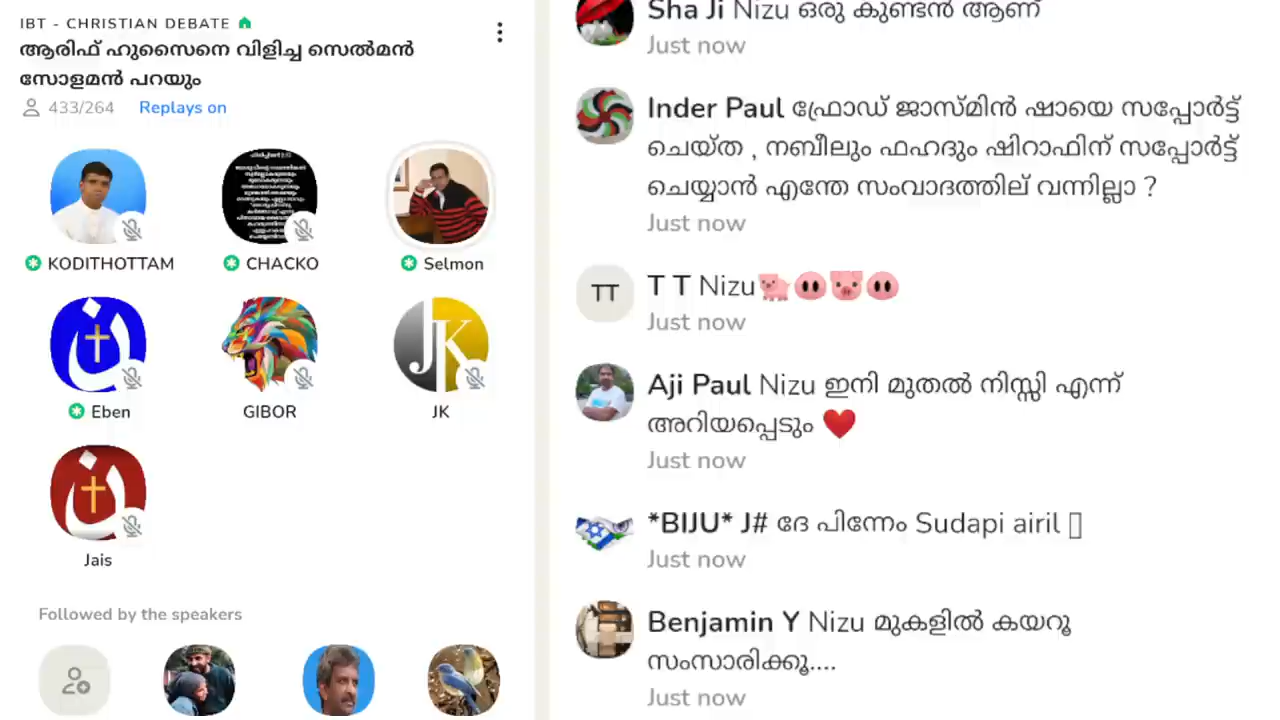 IBT - CHRISTIAN DEBATE
ആരിഫ് ഹുസൈനെ വിളിച്ച സെൽമൻ
സോളമൻ പറയും
433/264 Replays on
KODITHOTTAM
CHACKO
Selmon
Eben
GIBOR
JK
Jais
Followed by the speakers
Sha Ji Nizu ഒരു കുണ്ടൻ ആണ്
Just now
Inder Paul ഫ്രോഡ് ജാസ്മിൻ ഷായെ സപ്പോർട്ട്
ചെയ്ത , നബീലും ഫഹദും ഷിറാഫിന് സപ്പോർട്ട്
ചെയ്യാൻ എന്തേ സംവാദത്തില് വന്നില്ലാ ?
Just now
TT
T T Nizu🐖🐽🐷🐽
Just now
Aji Paul Nizu ഇനി മുതൽ നിസ്സി എന്ന്
അറിയപ്പെടും ❤️
Just now
*BIJU* J# ദേ പിന്നേം Sudapi airil
Just now
Benjamin Y Nizu മുകളിൽ കയറൂ
സംസാരിക്കൂ....
Just now